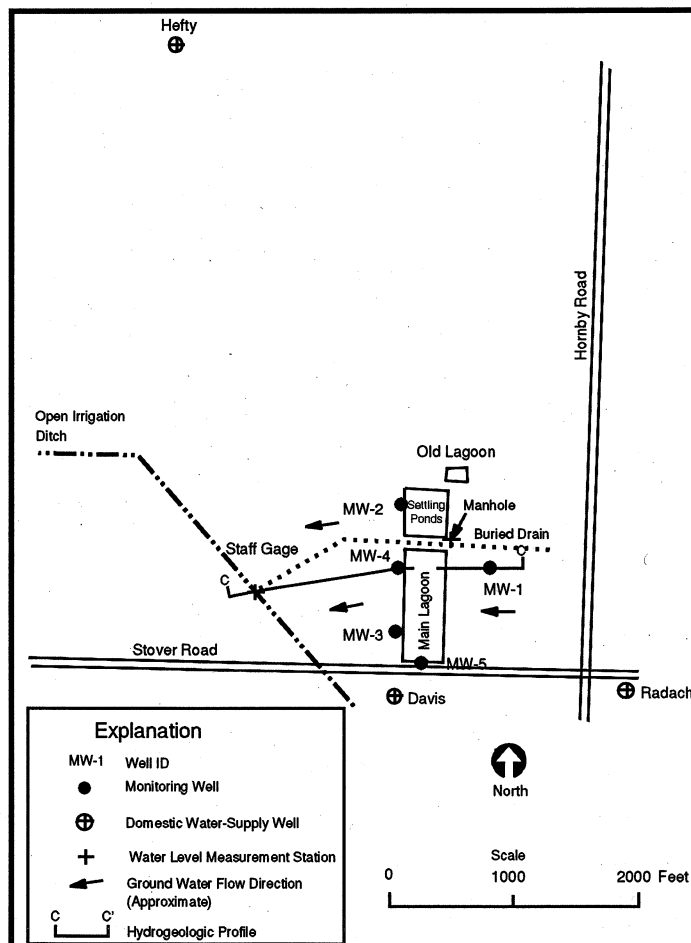 Hefty
Hornby Road
Open Irrigation
Ditch
Old Lagoon
MW-2
Settling
Ponds
Manhole
Buried Drain
Staff Gage
MW-4
C'
C
MW-1
Main Lagoon
MW-3
Stover Road
MW-5
Davis
Radach
Explanation
MW-1 Well ID
Monitoring Well
Domestic Water-Supply Well
Water Level Measurement Station
Ground Water Flow Direction
(Approximate)
C C'
Hydrogeologic Profile
North
Scale
0 1000 2000 Feet